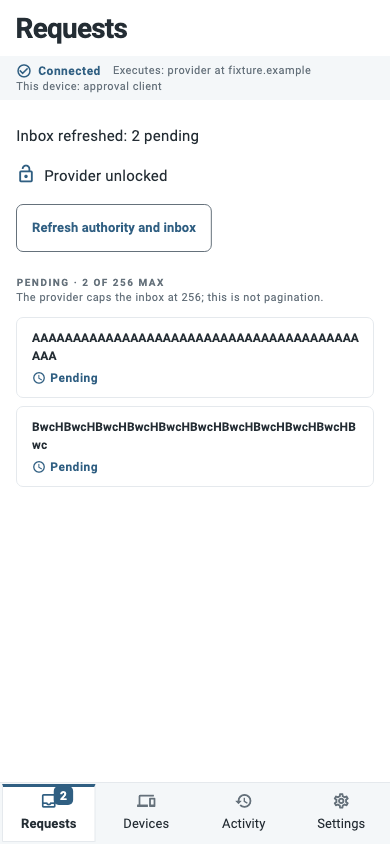 Requests
Connected Executes: provider at fixture.example
This device: approval client
Inbox refreshed: 2 pending
Provider unlocked
Refresh authority and inbox
PENDING · 2 OF 256 MAX
The provider caps the inbox at 256; this is not pagination.
AAAAAAAAAAAAAAAAAAAAAAAAAAAAAAAAAAAAAAAA
AAA
Pending
BwcHBwcHBwcHBwcHBwcHBwcHBwcHBwcHBwcHBwcHB
wc
Pending
2
Requests Devices Activity Settings